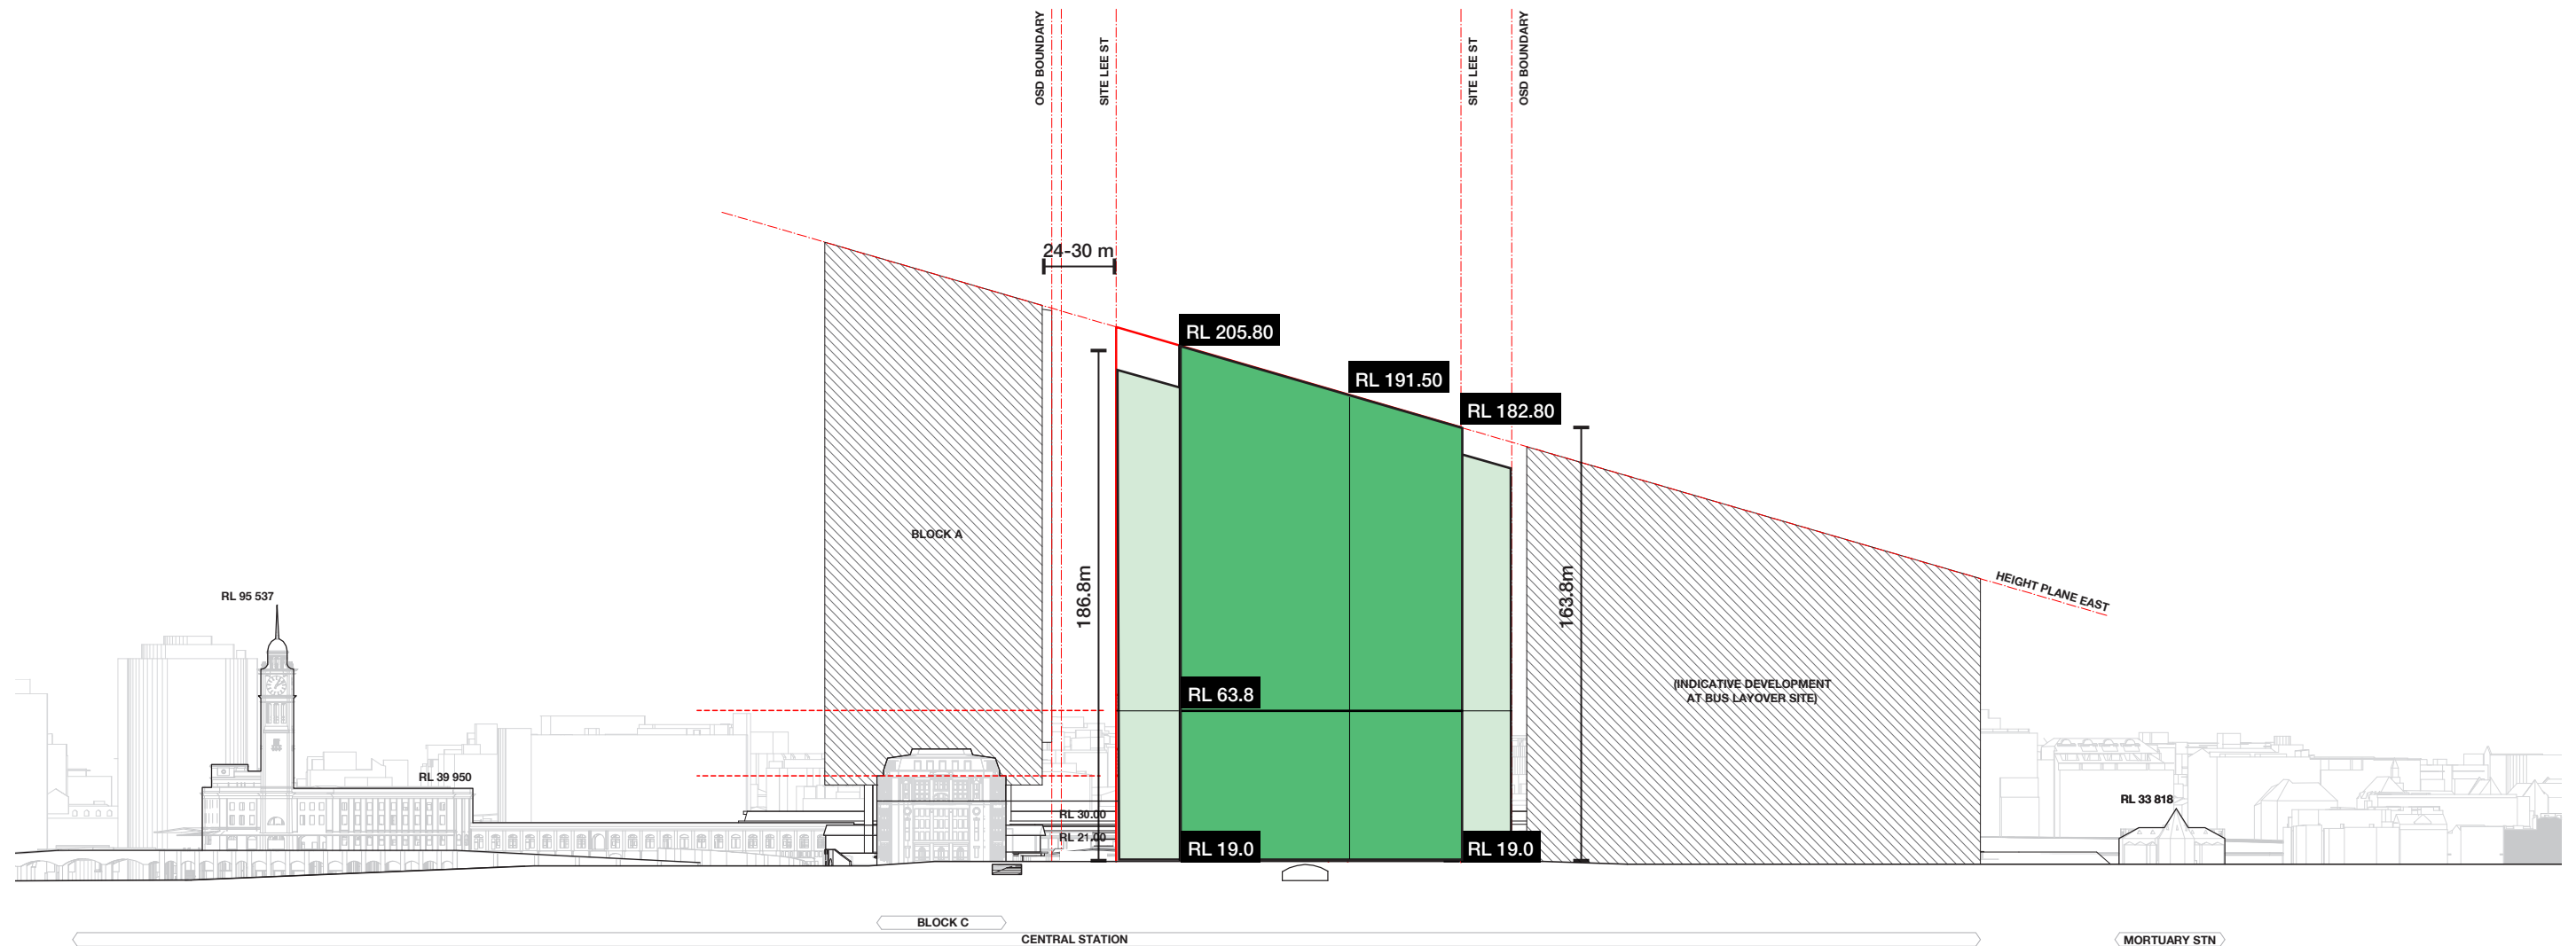 OSD BOUNDARY
SITE LEE ST
SITE LEE ST
OSD BOUNDARY
24-30 m
RL 205.80
RL 191.50
RL 182.80
BLOCK A
186.8m
163.8m
HEIGHT PLANE EAST
RL 95 537
RL 63.8
(INDICATIVE DEVELOPMENT
AT BUS LAYOVER SITE)
RL 39 950
RL 33 818
RL 30.00
RL 21.00
RL 19.0
RL 19.0
BLOCK C
CENTRAL STATION
MORTUARY STN